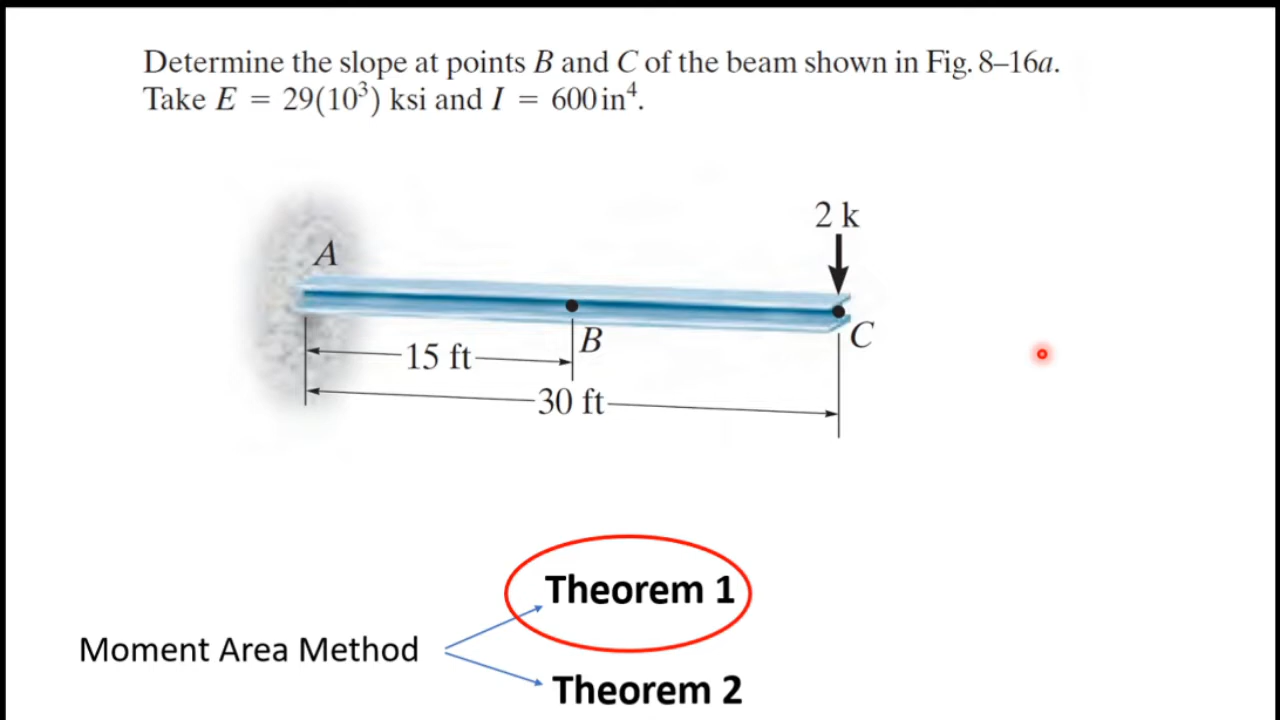 Determine the slope at points B and C of the beam shown in Fig. 8–16a.
Take E = 29(10³) ksi and I = 600 in⁴.
2 k
A
B
C
15 ft
30 ft
Theorem 1
Moment Area Method
Theorem 2